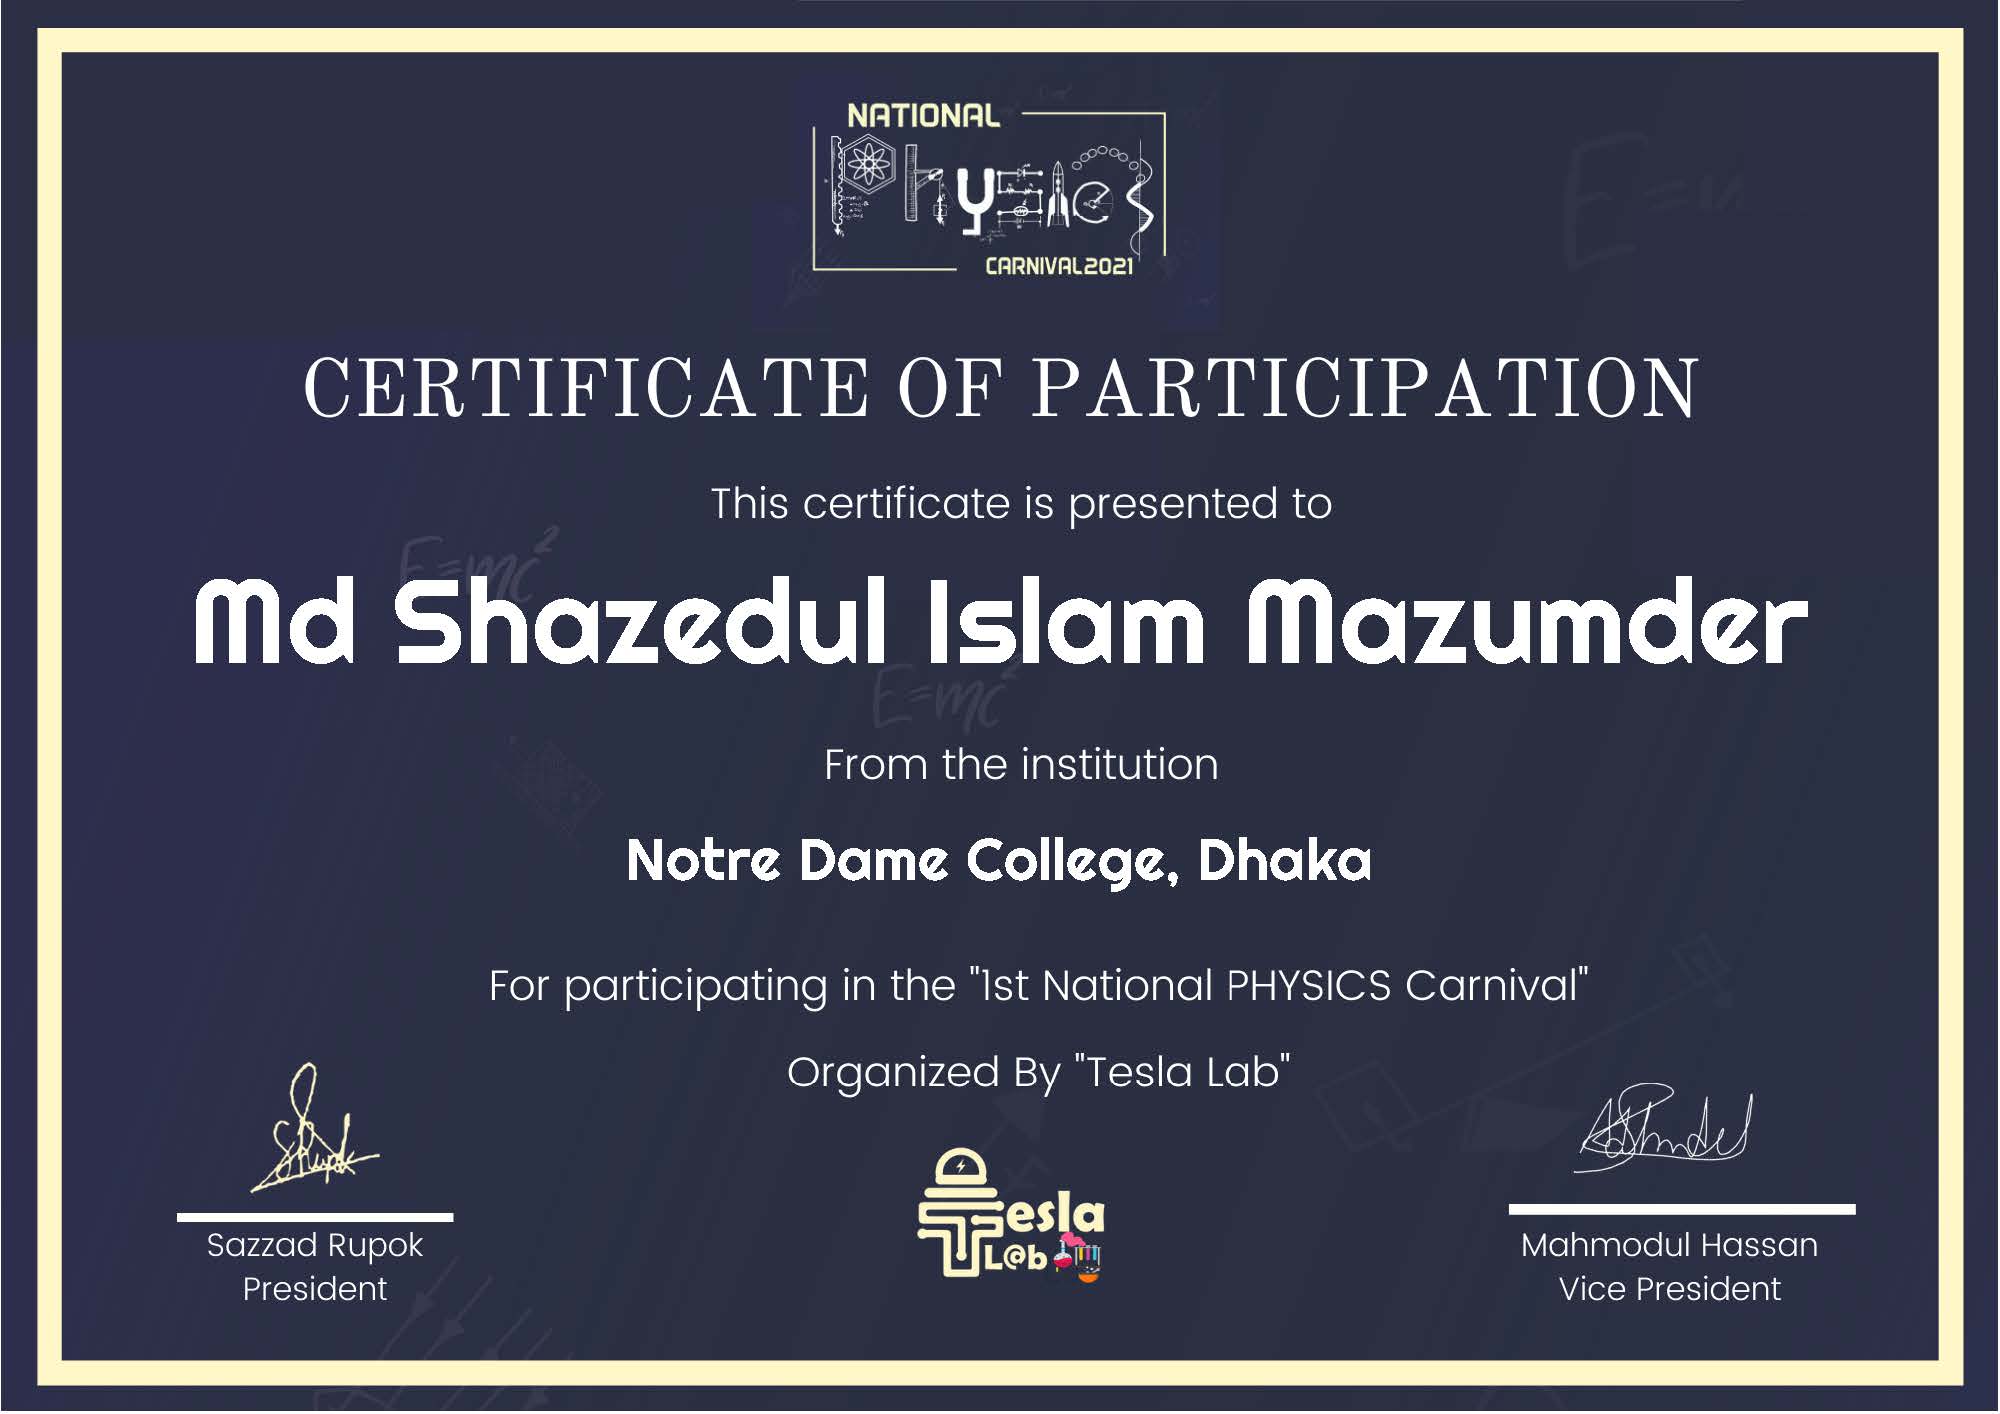 NATIONAL
Physics
CARNIVAL2021
CERTIFICATE OF PARTICIPATION
This certificate is presented to
E=mc²
Md Shazedul Islam Mazumder
E=mc²
From the institution
Notre Dame College, Dhaka
For participating in the "1st National PHYSICS Carnival"
Organized By "Tesla Lab"
Tesla
L@b
Sazzad Rupok
President
Mahmodul Hassan
Vice President